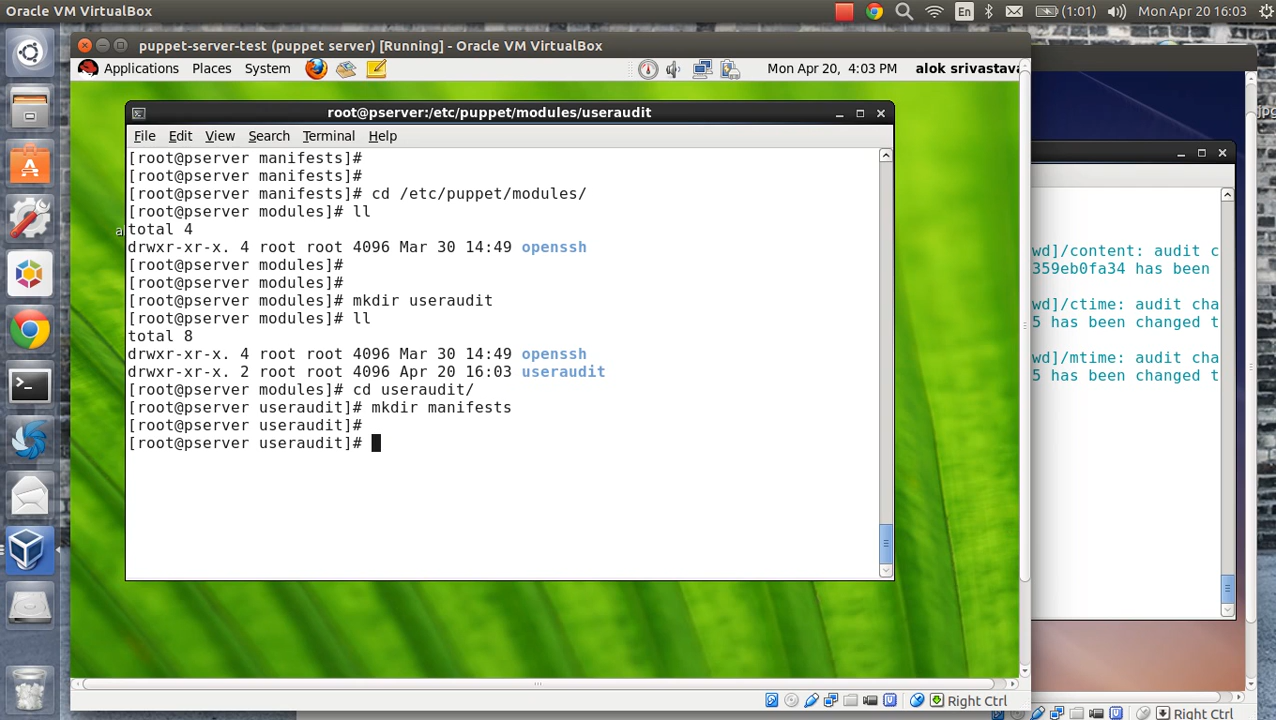 Oracle VM VirtualBox
En
(1:01)
Mon Apr 20 16:03
puppet-server-test (puppet server) [Running] - Oracle VM VirtualBox
Applications Places System
Mon Apr 20, 4:03 PM
alok srivastava
root@pserver:/etc/puppet/modules/useraudit
File Edit View Search Terminal Help
[root@pserver manifests]#
[root@pserver manifests]#
[root@pserver manifests]# cd /etc/puppet/modules/
[root@pserver modules]# ll
total 4
drwxr-xr-x. 4 root root 4096 Mar 30 14:49 openssh
[root@pserver modules]#
[root@pserver modules]#
[root@pserver modules]# mkdir useraudit
[root@pserver modules]# ll
total 8
drwxr-xr-x. 4 root root 4096 Mar 30 14:49 openssh
drwxr-xr-x. 2 root root 4096 Apr 20 16:03 useraudit
[root@pserver modules]# cd useraudit/
[root@pserver useraudit]# mkdir manifests
[root@pserver useraudit]#
[root@pserver useraudit]#
Right Ctrl
wd]/content: audit c
359eb0fa34 has been
wd]/ctime: audit cha
5 has been changed t
wd]/mtime: audit cha
5 has been changed t
Right Ctrl